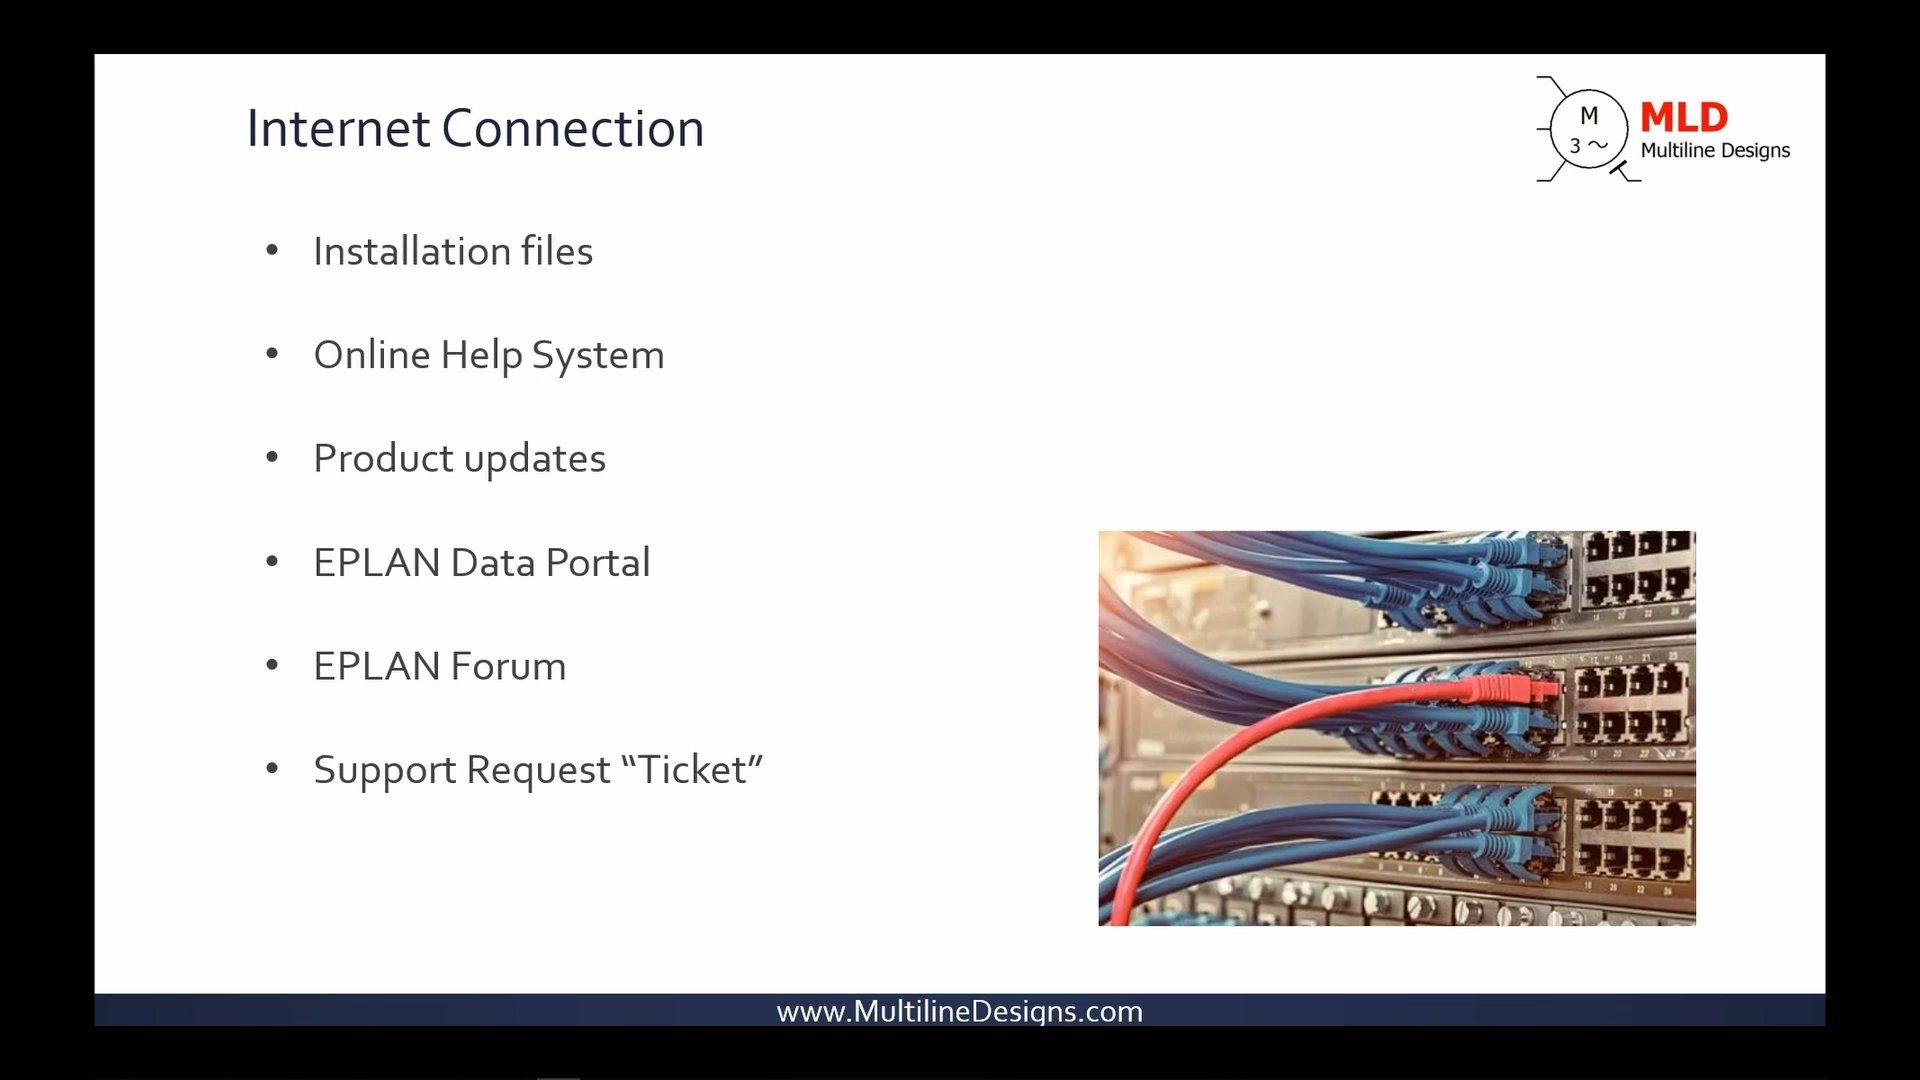 Internet Connection
M
3 ~
MLD
Multiline Designs
• Installation files
• Online Help System
• Product updates
• EPLAN Data Portal
• EPLAN Forum
• Support Request “Ticket”
www.MultilineDesigns.com